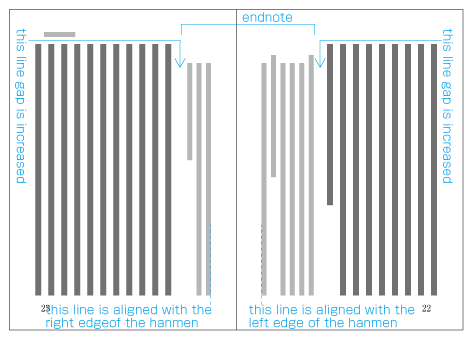 endnote
this line gap is increased
this line gap is increased
23
this line is aligned with the
right edgeof the hanmen
this line is aligned with the
left edge of the hanmen
22